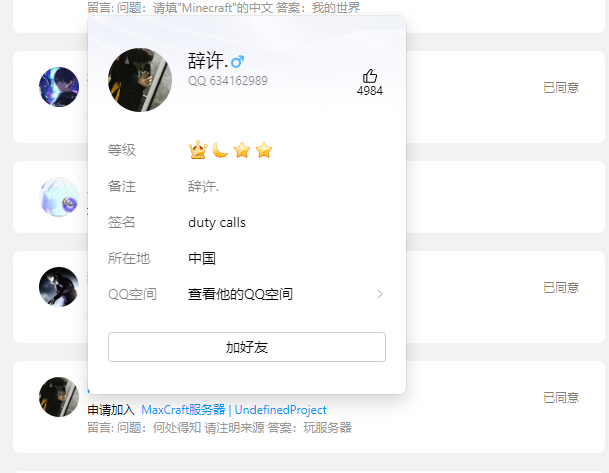 留言: 问题：请填"Minecraft"的中文 答案：我的世界
辞许.
QQ 634162989
4984
已同意
等级
备注 辞许.
签名 duty calls
所在地 中国
已同意
QQ空间 查看他的QQ空间
加好友
已同意
申请加入 MaxCraft服务器 | UndefinedProject
留言: 问题：何处得知 请注明来源 答案：玩服务器